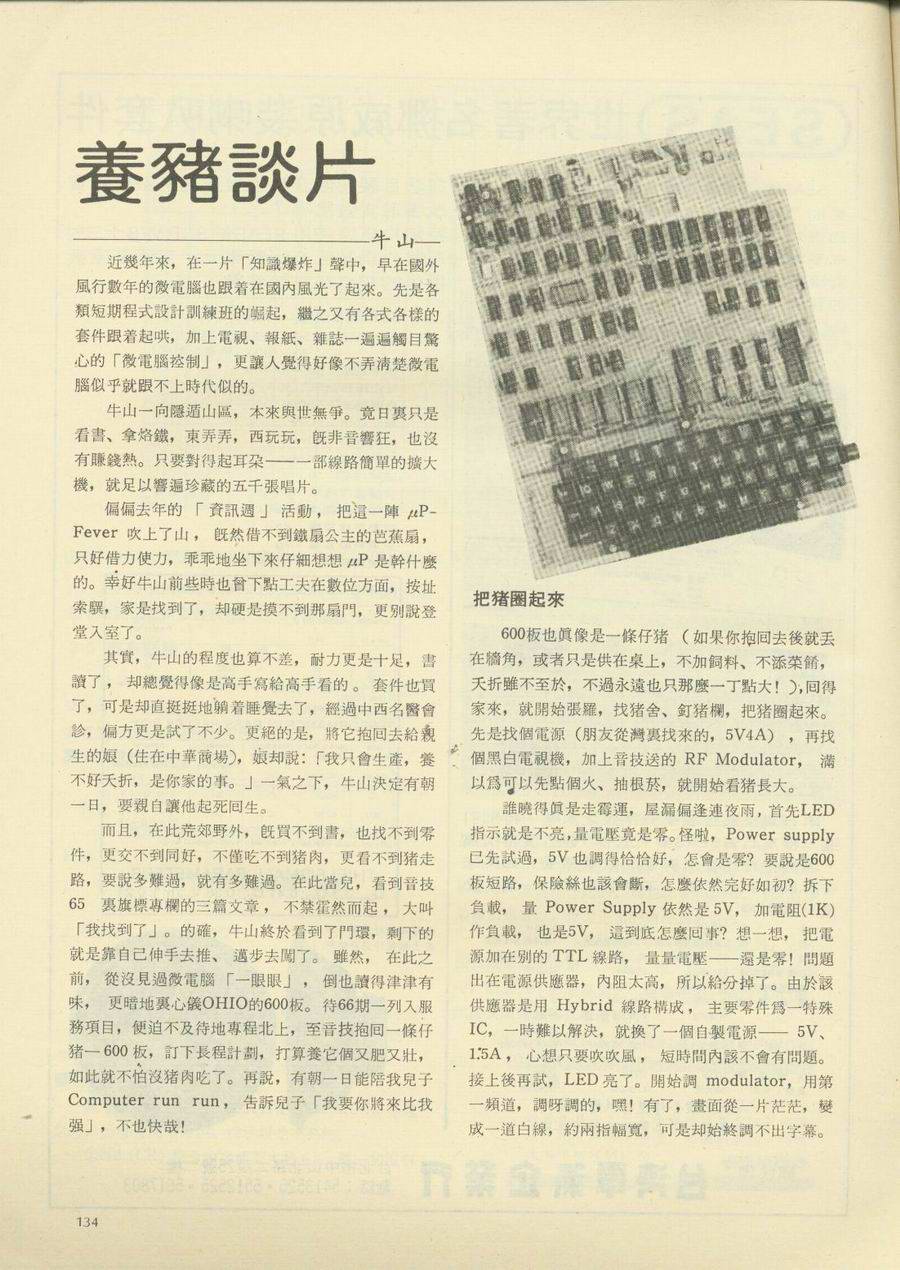 養豬談片
牛山
近幾年來，在一片「知識爆炸」聲中，早在國外
風行數年的微電腦也跟着在國內風光了起來。先是各
類短期程式設計訓練班的崛起，繼之又有各式各樣的
套件跟着起哄，加上電視、報紙、雜誌一遍遍觸目驚
心的「微電腦控制」，更讓人覺得好像不弄清楚微電
腦似乎就跟不上時代似的。
牛山一向隱遁山區，本來與世無爭。竟日裏只是
看書、拿烙鐵，東弄弄，西玩玩，旣非音響狂，也沒
有賺錢熱。只要對得起耳朶——一部線路簡單的擴大
機，就足以響遍珍藏的五千張唱片。
偏偏去年的「資訊週」活動，把這一陣 μP-
Fever 吹上了山，旣然借不到鐵扇公主的芭蕉扇，
只好借力使力，乖乖地坐下來仔細想想 μP 是幹什麼
的。幸好牛山前些時也曾下點工夫在數位方面，按址
索驥，家是找到了，却硬是摸不到那扇門，更別說登
堂入室了。
其實，牛山的程度也算不差，耐力更是十足，書
讀了，却總覺得像是高手寫給高手看的。套件也買
了，可是却直挺挺地躺着睡覺去了，經過中西名醫會
診，偏方更是試了不少。更絕的是，將它抱回去給親
生的娘（住在中華商場），娘却說：「我只會生產，養
不好夭折，是你家的事。」一氣之下，牛山決定有朝
一日，要親自讓他起死回生。
而且，在此荒郊野外，旣買不到書，也找不到零
件，更交不到同好，不僅吃不到猪肉，更看不到猪走
路，要說多難過，就有多難過。在此當兒，看到音技
65 裏旗標專欄的三篇文章，不禁霍然而起，大叫
「我找到了」。的確，牛山終於看到了門環，剩下的
就是靠自己伸手去推、邁步去闖了。雖然，在此之
前，從沒見過微電腦「一眼眼」，倒也讀得津津有
味，更暗地裏心儀OHIO的600板。待66期一列入服
務項目，便迫不及待地專程北上，至音技抱回一條仔
猪—600 板，訂下長程計劃，打算養它個又肥又壯，
如此就不怕沒猪肉吃了。再說，有朝一日能陪我兒子
Computer run run，告訴兒子「我要你將來比我
强」，不也快哉！
把猪圈起來
600板也眞像是一條仔猪（如果你抱回去後就丟
在牆角，或者只是供在桌上，不加飼料、不添菜餚，
夭折雖不至於，不過永遠也只那麼一丁點大！），回得
家來，就開始張羅，找猪舍、釘猪欄，把猪圈起來。
先是找個電源（朋友從灣裏找來的，5V4A），再找
個黑白電視機，加上音技送的 RF Modulator，滿
以爲可以先點個火、抽根菸，就開始看猪長大。
誰曉得眞是走霉運，屋漏偏逢連夜雨，首先LED
指示就是不亮，量電壓竟是零。怪啦，Power supply
已先試過，5V 也調得恰恰好，怎會是零？要說是600
板短路，保險絲也該會斷，怎麼依然完好如初？拆下
負載，量 Power Supply 依然是 5V，加電阻(1K)
作負載，也是5V，這到底怎麼回事？想一想，把電
源加在別的 TTL 線路，量量電壓——還是零！問題
出在電源供應器，內阻太高，所以給分掉了。由於該
供應器是用 Hybrid 線路構成，主要零件爲一特殊
IC，一時難以解決，就換了一個自製電源—— 5V、
1.5A，心想只要吹吹風，短時間內該不會有問題。
接上後再試，LED 亮了。開始調 modulator，用第
一頻道，調呀調的，嘿！有了，畫面從一片茫茫，變
成一道白線，約兩指幅寬，可是却始終調不出字幕。
134